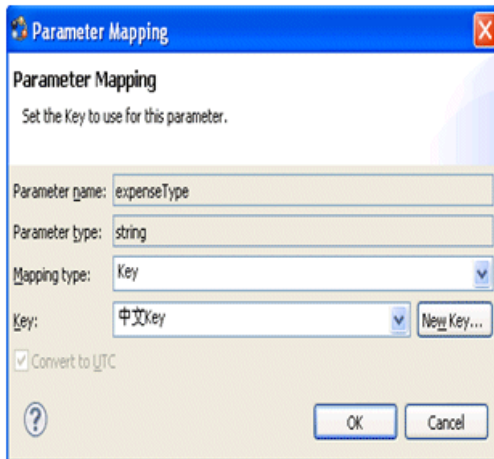 Parameter Mapping
Parameter Mapping
Set the Key to use for this parameter.
Parameter name: expenseType
Parameter type: string
Mapping type: Key
Key: 中文Key New Key...
Convert to UTC
? OK Cancel